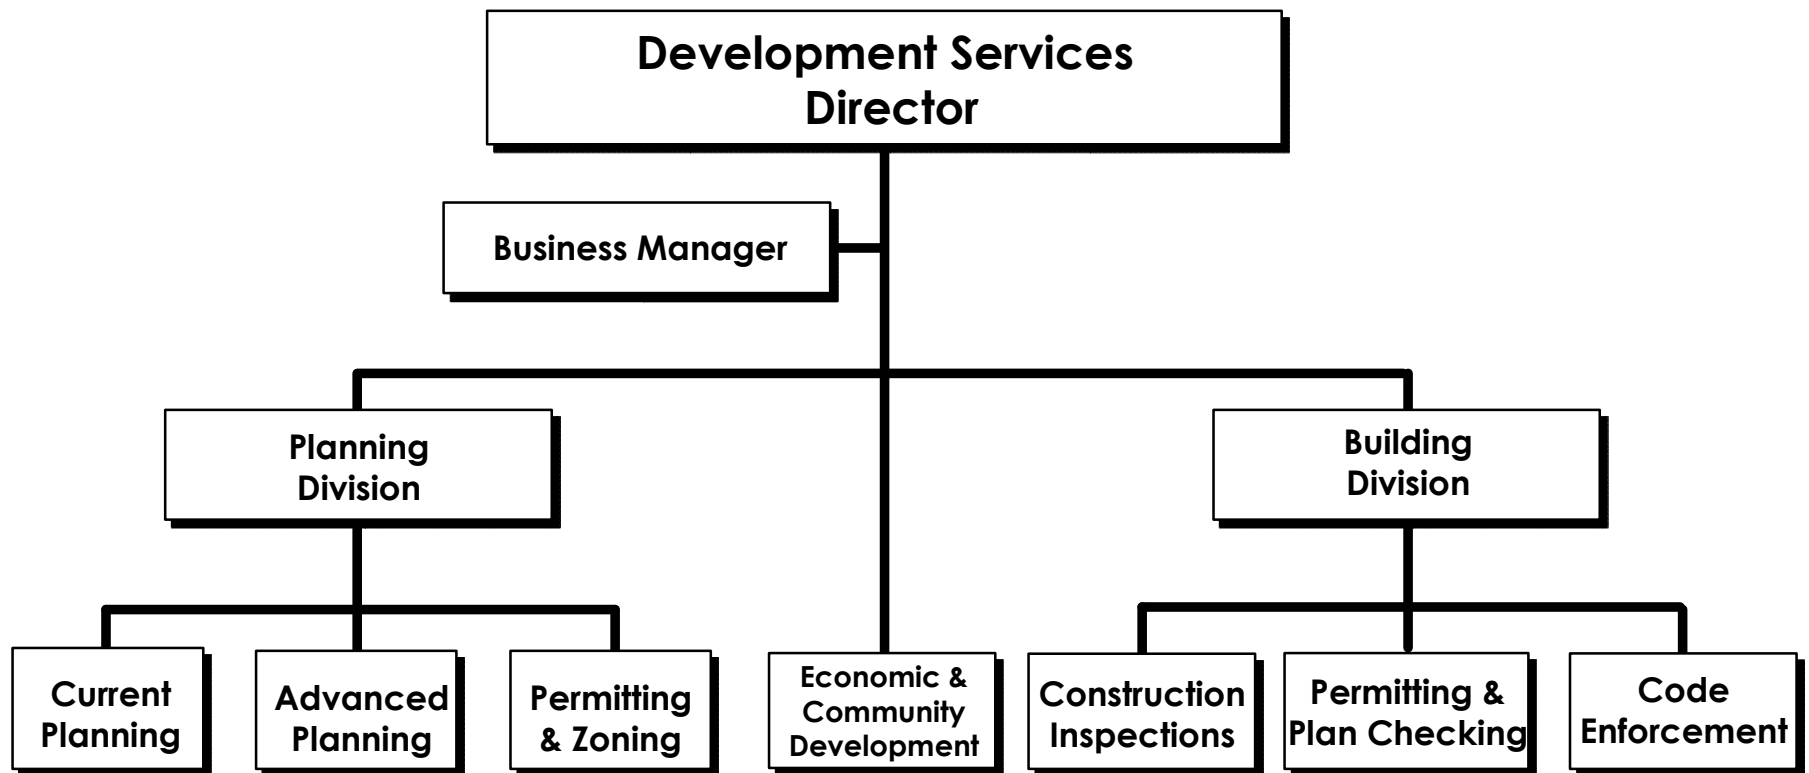 Development Services
Director
Business Manager
Planning
Division
Building
Division
Current
Planning
Advanced
Planning
Permitting
& Zoning
Economic &
Community
Development
Construction
Inspections
Permitting &
Plan Checking
Code
Enforcement